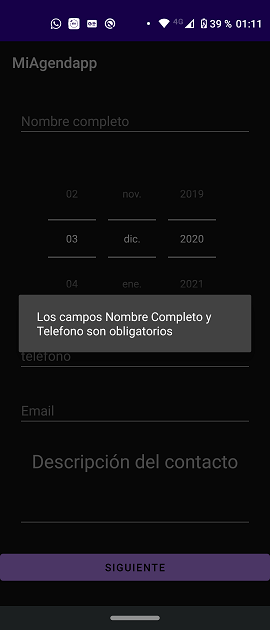 4G 39 % 01:11
MiAgendapp
Nombre completo
02 nov. 2019
03 dic. 2020
04 ene. 2021
Los campos Nombre Completo y
Telefono son obligatorios
telefono
Email
Descripción del contacto
SIGUIENTE